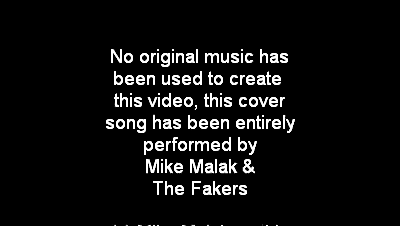 No original music has
been used to create
this video, this cover
song has been entirely
performed by
Mike Malak &
The Fakers